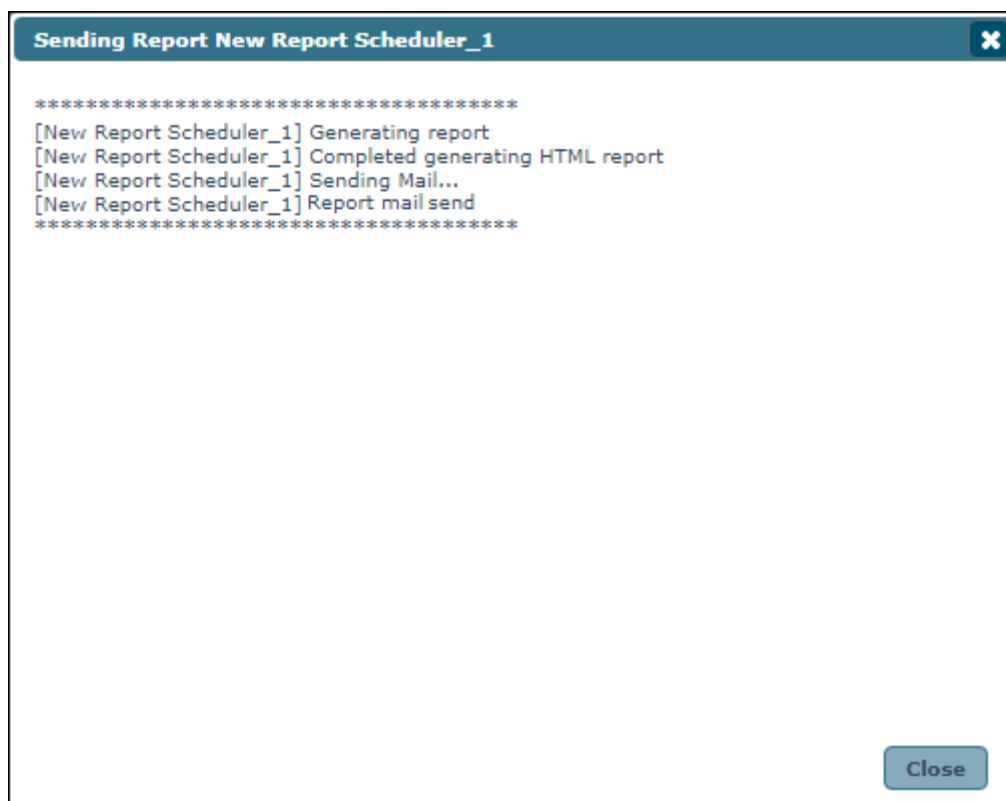 Sending Report New Report Scheduler_1
**************************************
[New Report Scheduler_1] Generating report
[New Report Scheduler_1] Completed generating HTML report
[New Report Scheduler_1] Sending Mail...
[New Report Scheduler_1] Report mail send
**************************************
Close